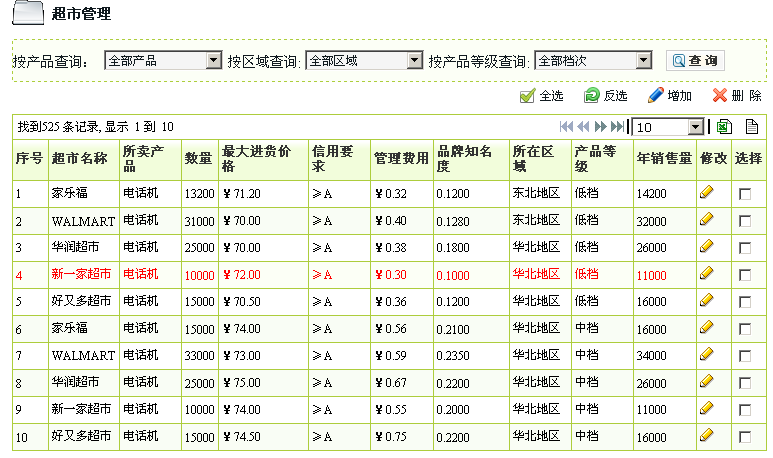 超市管理
按产品查询： 全部产品 按区域查询: 全部区域 按产品等级查询: 全部档次 查 询
全选 反选 增加 删 除
找到525 条记录, 显示 1 到 10 10
序号 超市名称 所卖产品 数量 最大进货价格 信用要求 管理费用 品牌知名度 所在区域 产品等级 年销售量 修改 选择
1 家乐福 电话机 13200 ¥ 71.20 ≥A ¥ 0.32 0.1200 东北地区 低档 14200
2 WALMART 电话机 31000 ¥ 70.00 ≥A ¥ 0.40 0.1280 东北地区 低档 32000
3 华润超市 电话机 25000 ¥ 70.00 ≥A ¥ 0.38 0.1800 华北地区 低档 26000
4 新一家超市 电话机 10000 ¥ 72.00 ≥A ¥ 0.30 0.1000 华北地区 低档 11000
5 好又多超市 电话机 15000 ¥ 70.50 ≥A ¥ 0.36 0.1200 华北地区 低档 16000
6 家乐福 电话机 15000 ¥ 74.00 ≥A ¥ 0.56 0.2100 华北地区 中档 16000
7 WALMART 电话机 33000 ¥ 73.00 ≥A ¥ 0.59 0.2350 华北地区 中档 34000
8 华润超市 电话机 25000 ¥ 75.00 ≥A ¥ 0.67 0.2200 华北地区 中档 26000
9 新一家超市 电话机 10000 ¥ 74.00 ≥A ¥ 0.55 0.2000 华北地区 中档 11000
10 好又多超市 电话机 15000 ¥ 74.50 ≥A ¥ 0.75 0.2200 华北地区 中档 16000